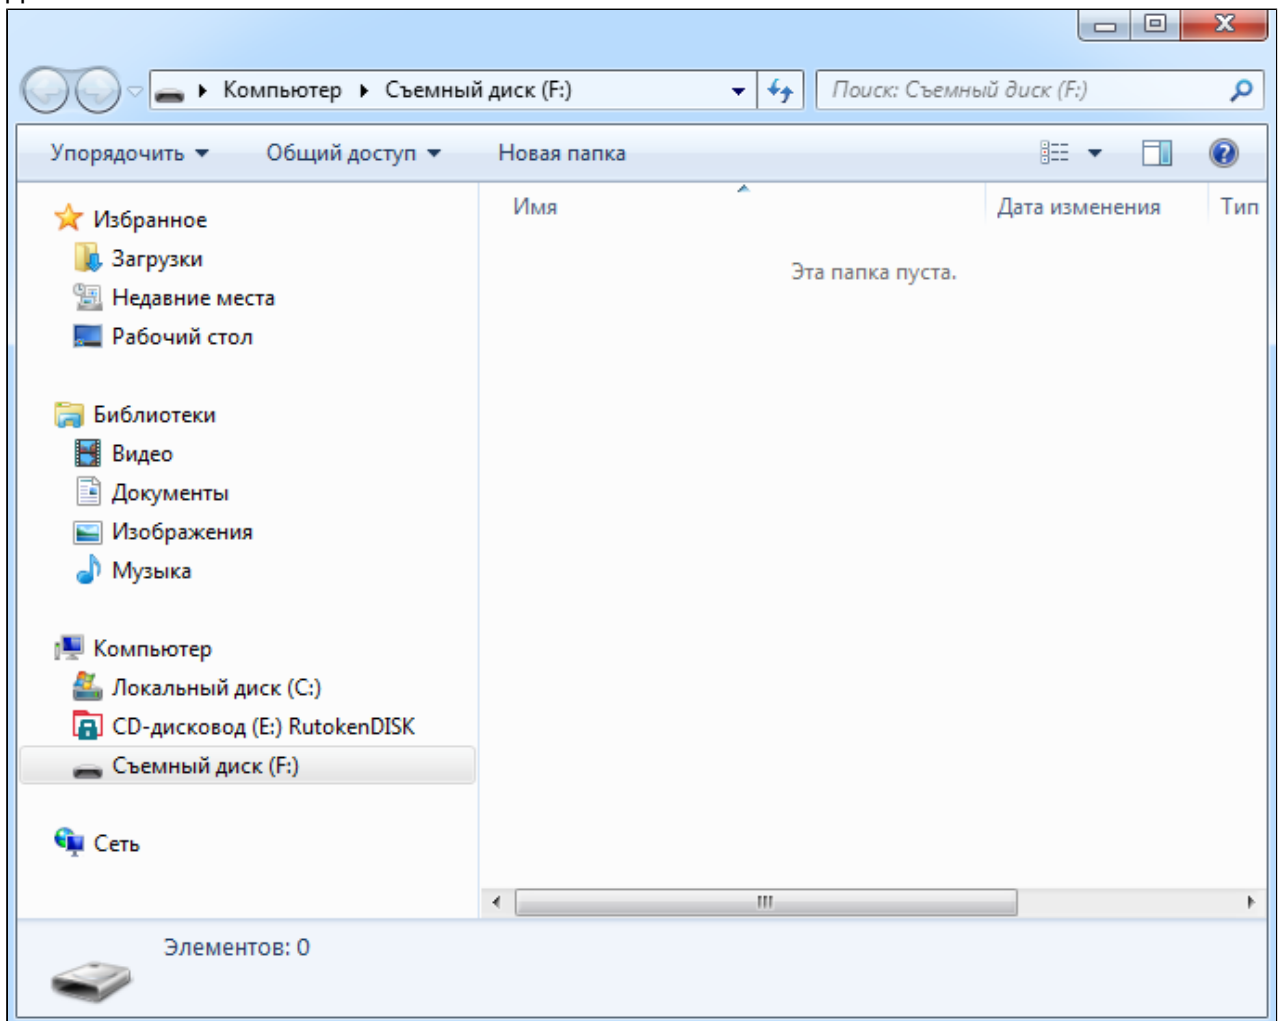 Компьютер Съемный диск (F:) Поиск: Съемный диск (F:)
Упорядочить Общий доступ Новая папка
Имя Дата изменения Тип
Эта папка пуста.
Избранное
Загрузки
Недавние места
Рабочий стол
Библиотеки
Видео
Документы
Изображения
Музыка
Компьютер
Локальный диск (C:)
CD-дисковод (E:) RutokenDISK
Съемный диск (F:)
Сеть
Элементов: 0